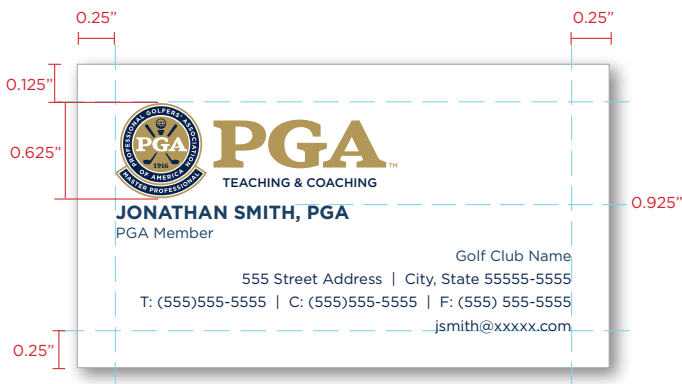 0.25” 0.25”
0.125”
0.625”
PROFESSIONAL GOLFERS' ASSOCIATION
PGA
1916
OF AMERICA
MASTER PROFESSIONAL
PGA™
TEACHING & COACHING
0.925”
JONATHAN SMITH, PGA
PGA Member
Golf Club Name
555 Street Address | City, State 55555-5555
T: (555)555-5555 | C: (555)555-5555 | F: (555) 555-5555
jsmith@xxxxx.com
0.25”